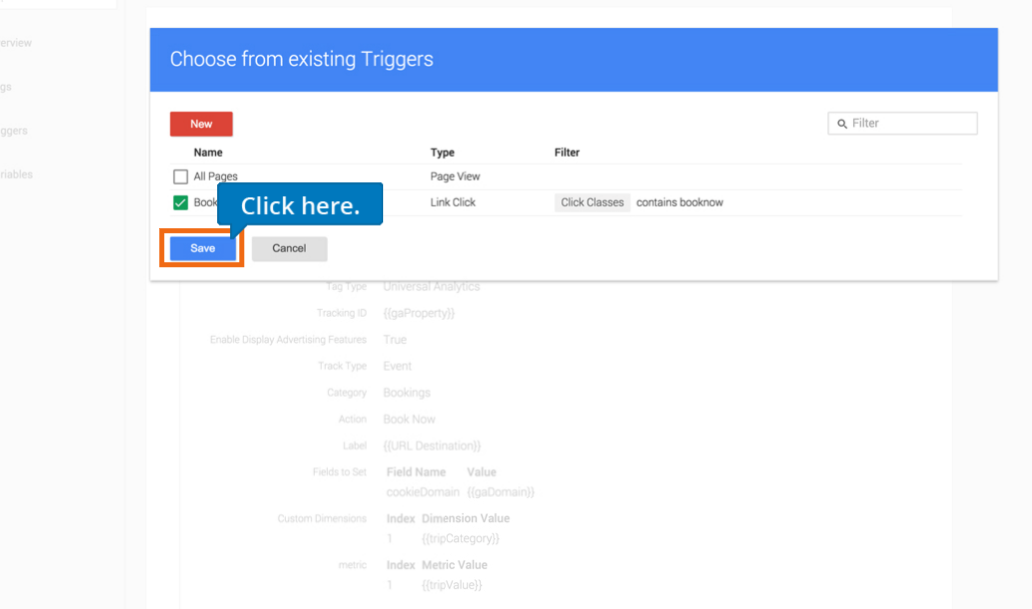 erview
Choose from existing Triggers
gs
New
Filter
ggers
Name Type Filter
riables
All Pages Page View
Book Link Click Click Classes contains booknow
Click here.
Save Cancel
Tag Type Universal Analytics
Tracking ID {{gaProperty}}
Enable Display Advertising Features True
Track Type Event
Category Bookings
Action Book Now
Label {{URL Destination}}
Fields to Set Field Name Value
cookieDomain {{gaDomain}}
Custom Dimensions Index Dimension Value
1 {{tripCategory}}
metric Index Metric Value
1 {{tripValue}}